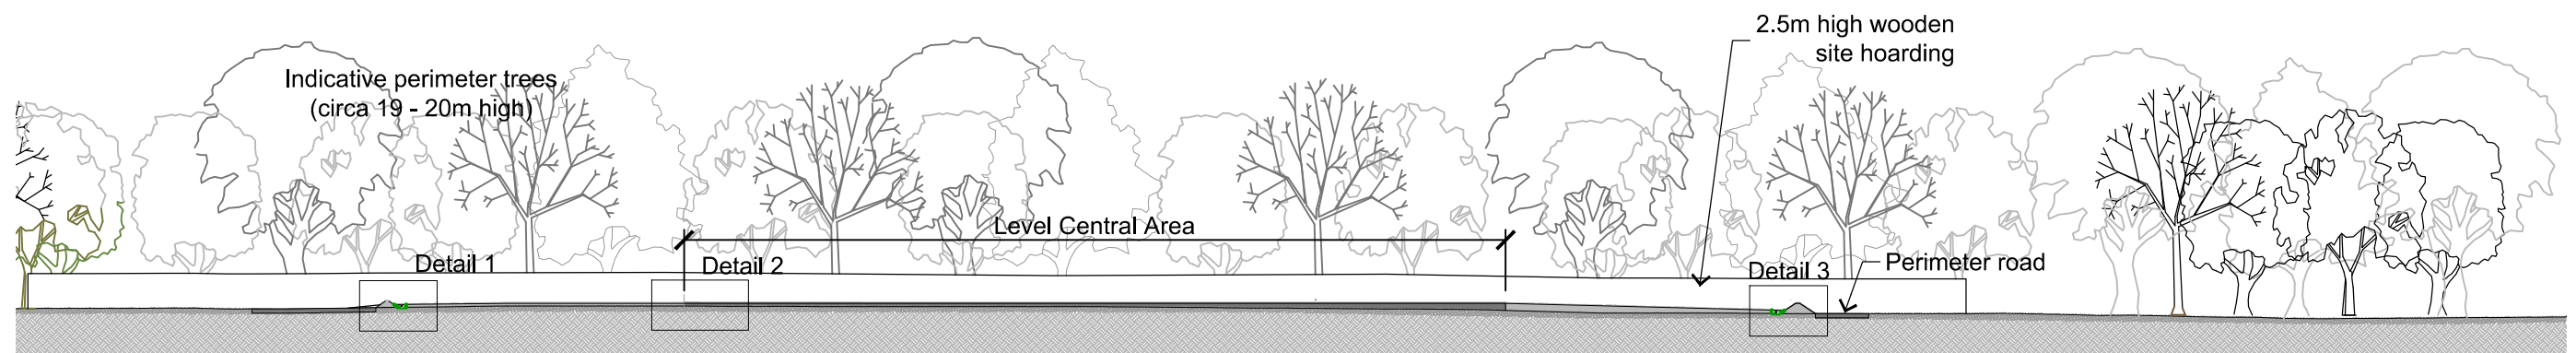 Indicative perimeter trees
(circa 19 - 20m high)
2.5m high wooden
site hoarding
Level Central Area
Detail 1
Detail 2
Detail 3
Perimeter road